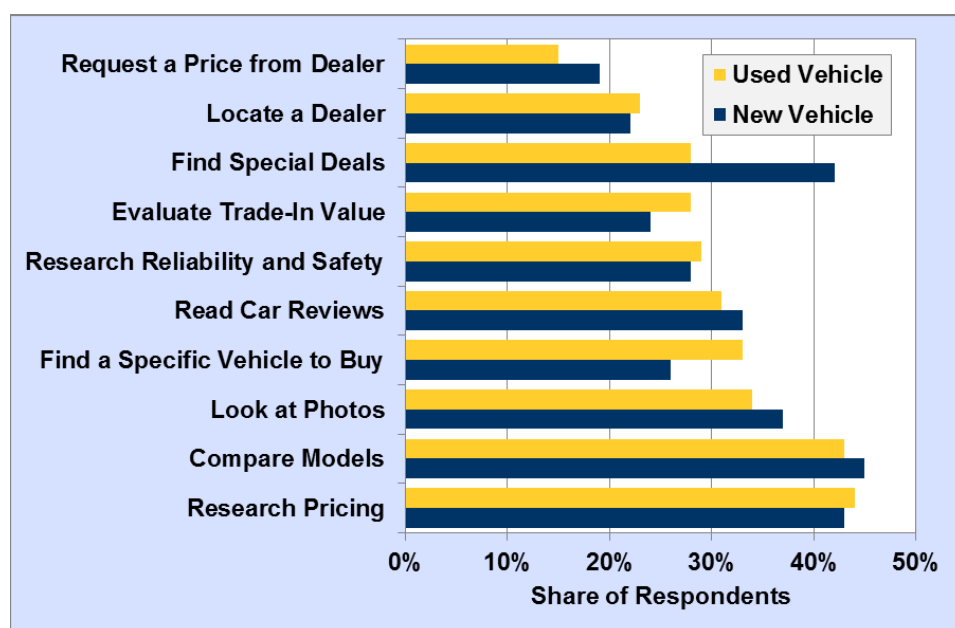 Request a Price from Dealer
Locate a Dealer
Find Special Deals
Evaluate Trade-In Value
Research Reliability and Safety
Read Car Reviews
Find a Specific Vehicle to Buy
Look at Photos
Compare Models
Research Pricing
Used Vehicle
New Vehicle
0% 10% 20% 30% 40% 50%
Share of Respondents